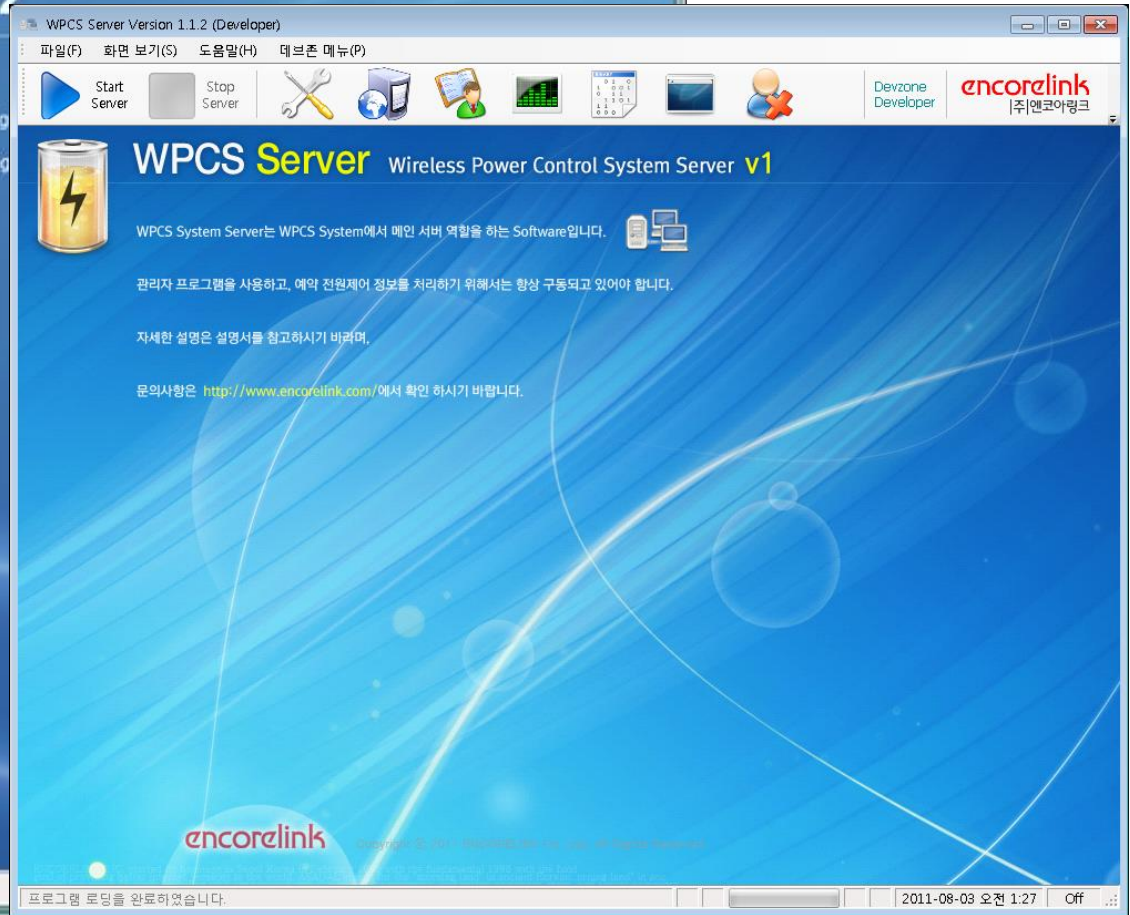 WPCS Server Version 1.1.2 (Developer)
파일(F) 화면 보기(S) 도움말(H) 데브존 메뉴(P)
Start Server
Stop Server
Devzone Developer
encorelink
|주|엔코아링크
WPCS Server Wireless Power Control System Server v1
WPCS System Server는 WPCS System에서 메인 서버 역할을 하는 Software입니다.
관리자 프로그램을 사용하고, 예약 전원제어 정보를 처리하기 위해서는 항상 구동되고 있어야 합니다.
자세한 설명은 설명서를 참고하시기 바라며,
문의사항은 http://www.encorelink.com/에서 확인 하시기 바랍니다.
encorelink
프로그램 로딩을 완료하였습니다.
2011-08-03 오전 1:27
Off